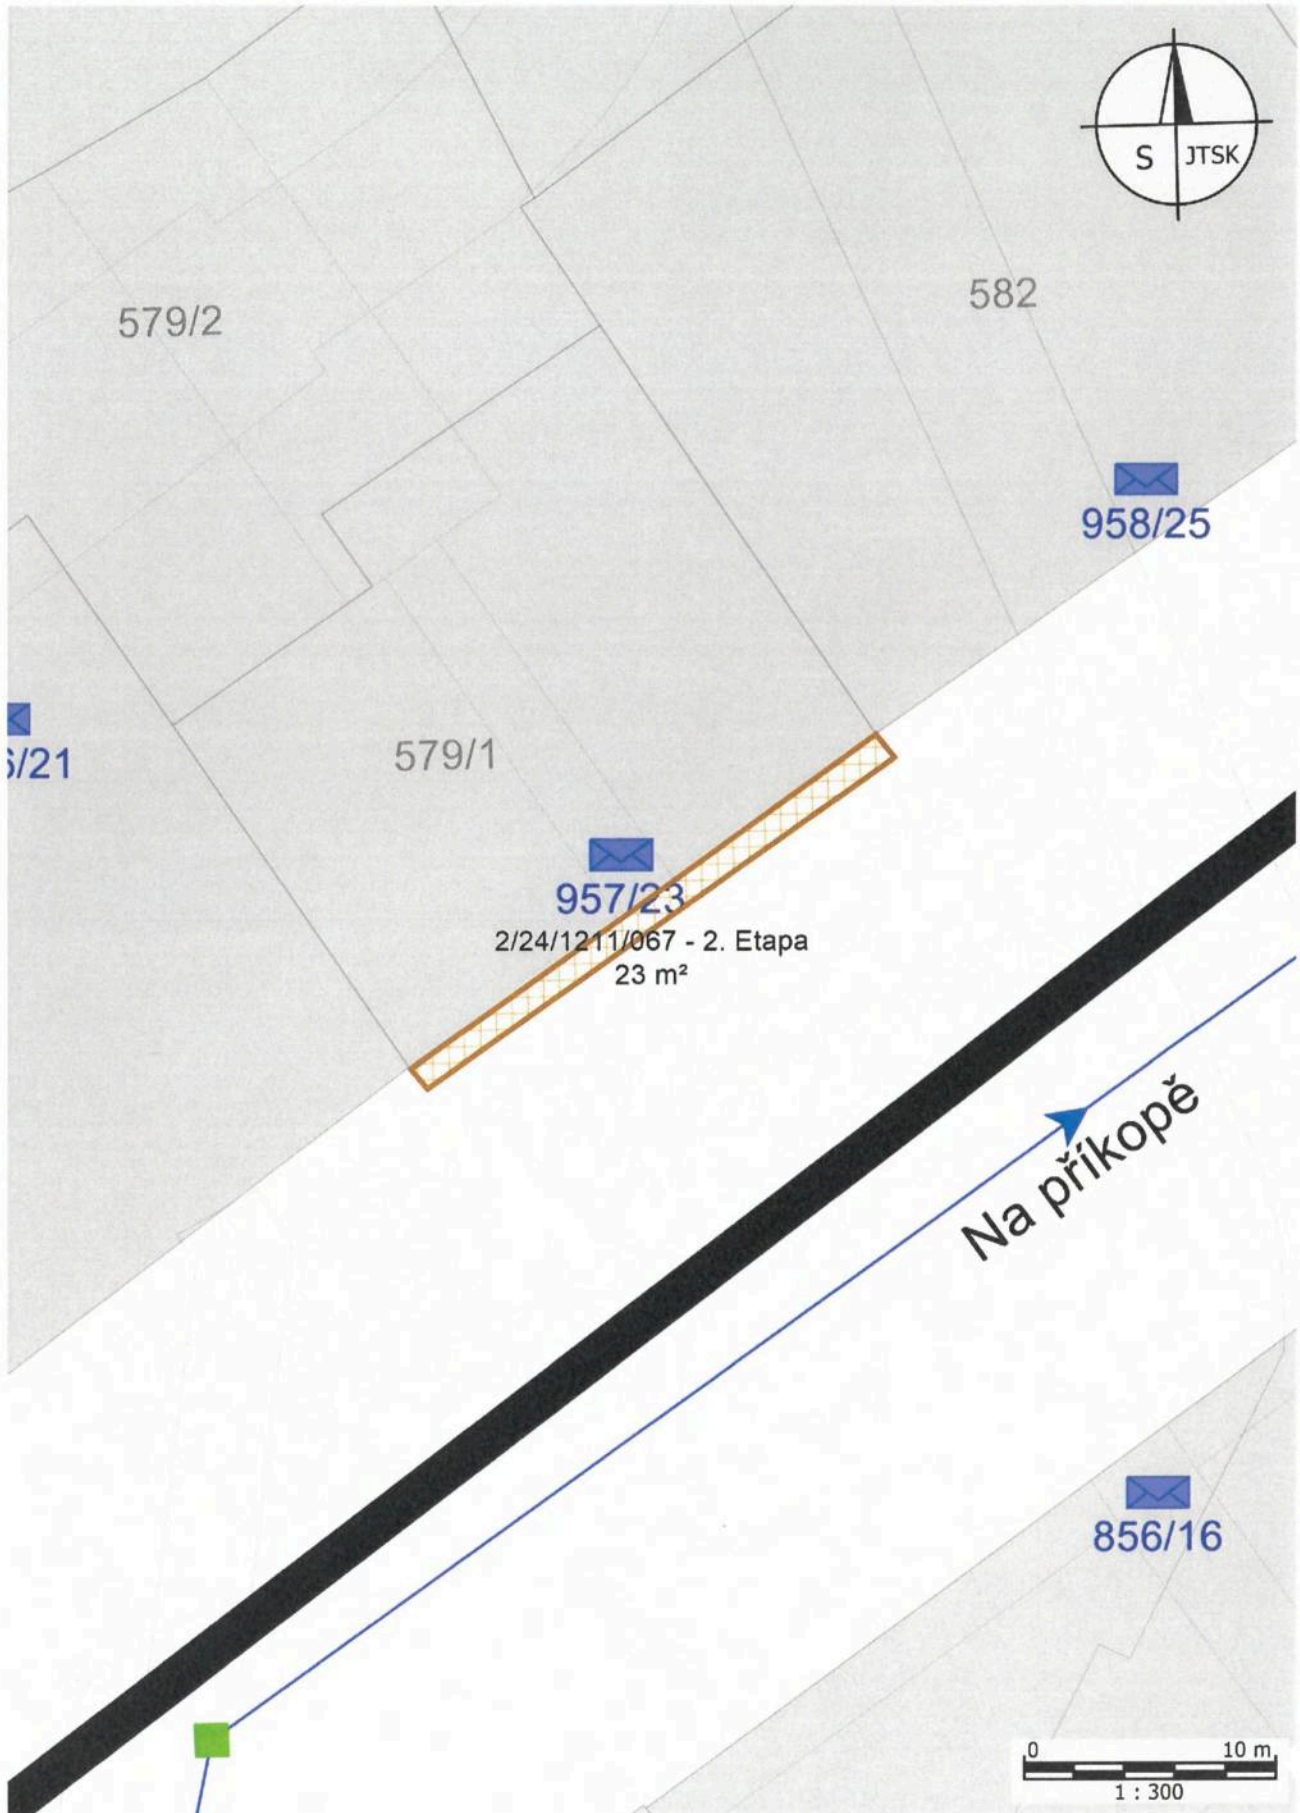 S JTSK
579/2
582
958/25
6/21
579/1
957/23
2/24/1211/067 - 2. Etapa
23 m²
Na příkopě
856/16
0 10 m
1 : 300